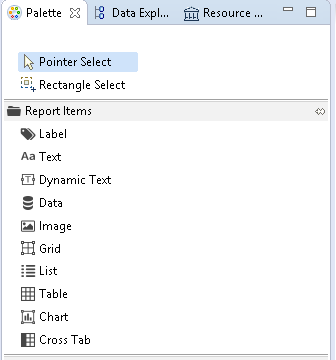 Palette Data Expl... Resource ...
Pointer Select
Rectangle Select
Report Items
Label
Aa Text
Dynamic Text
Data
Image
Grid
List
Table
Chart
Cross Tab